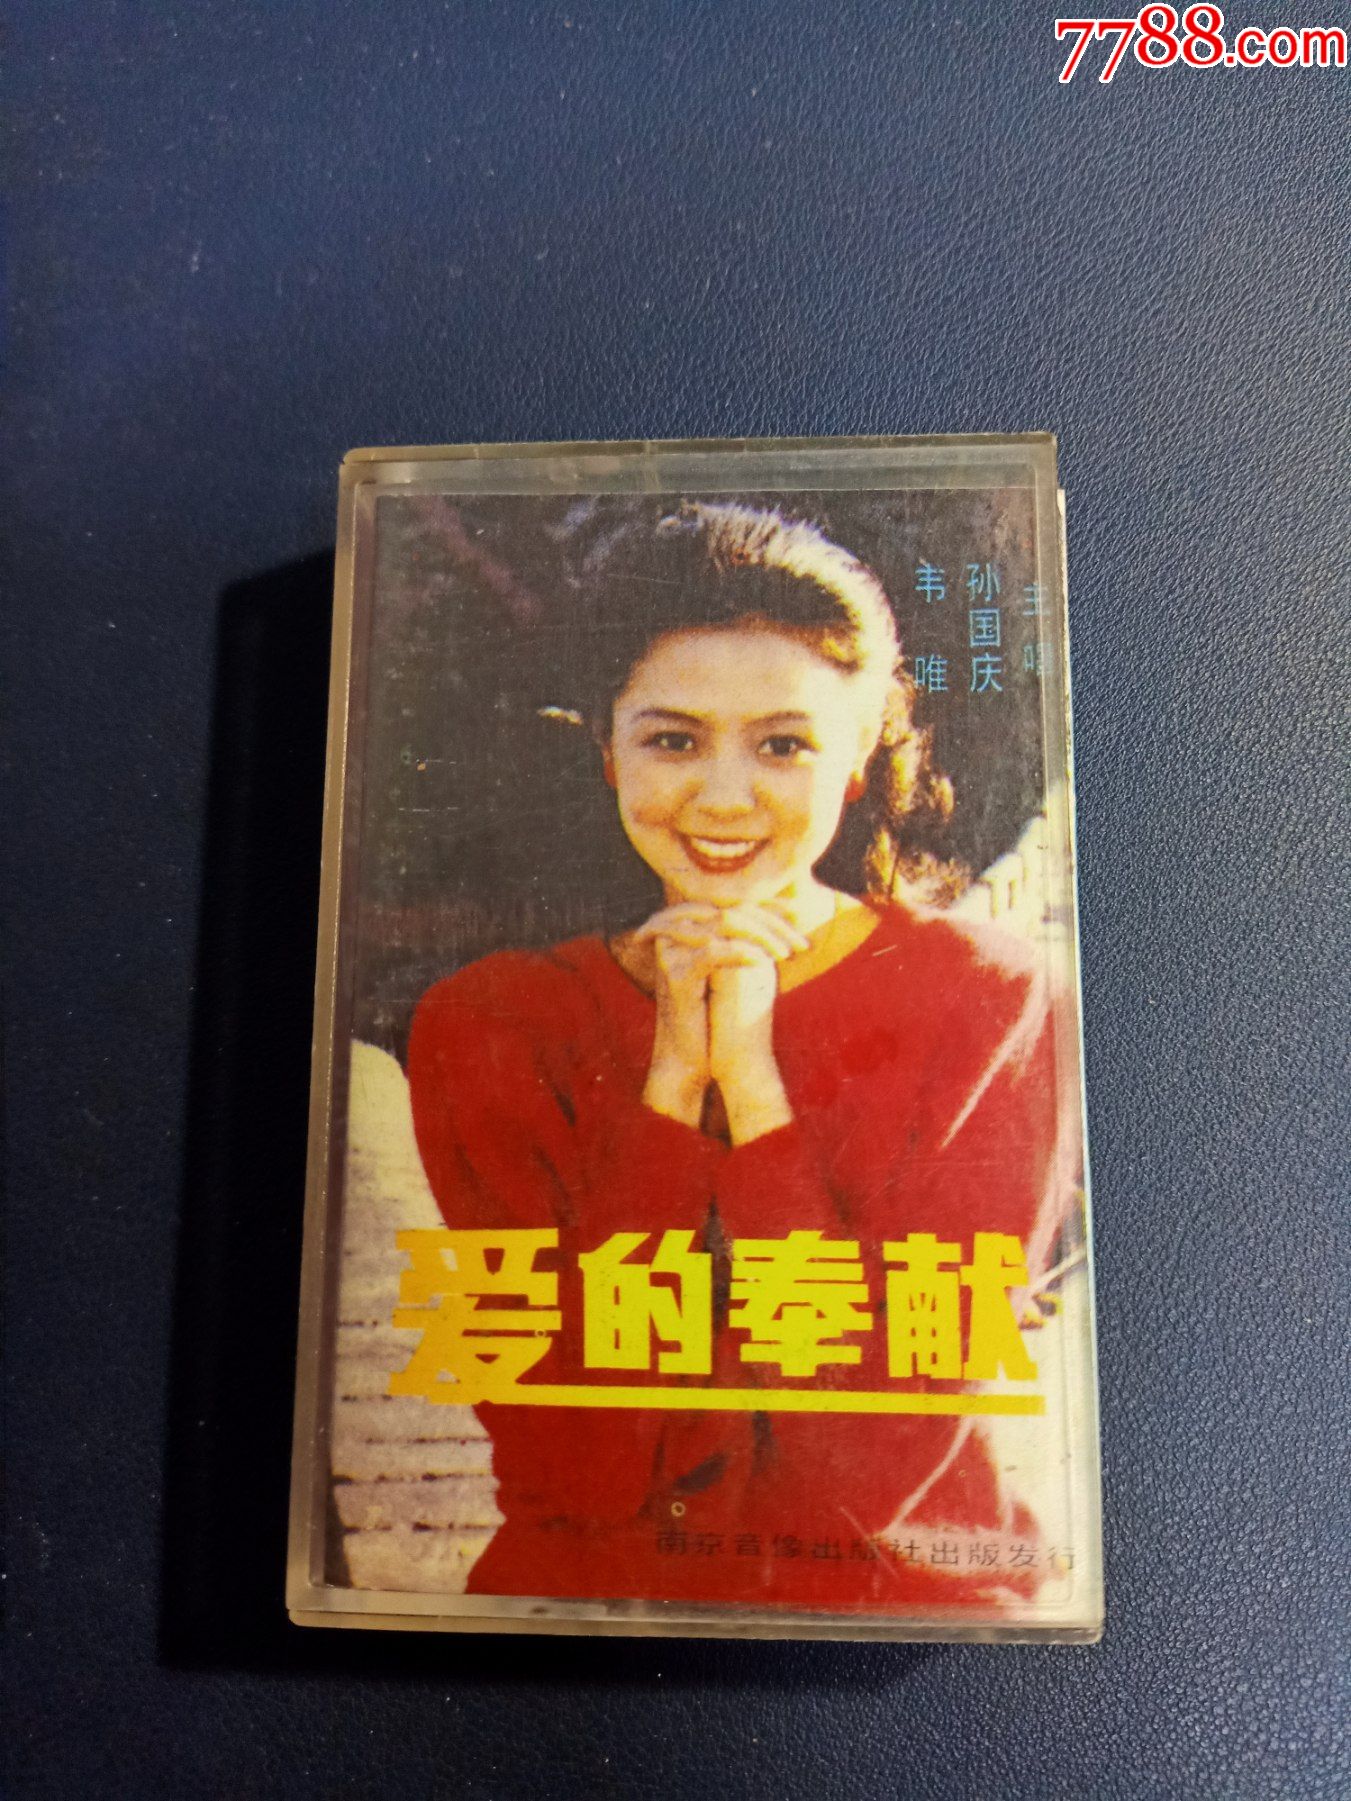 7788.com
主唱
孙国庆
韦唯
爱的奉献
南京音像出版社出版发行